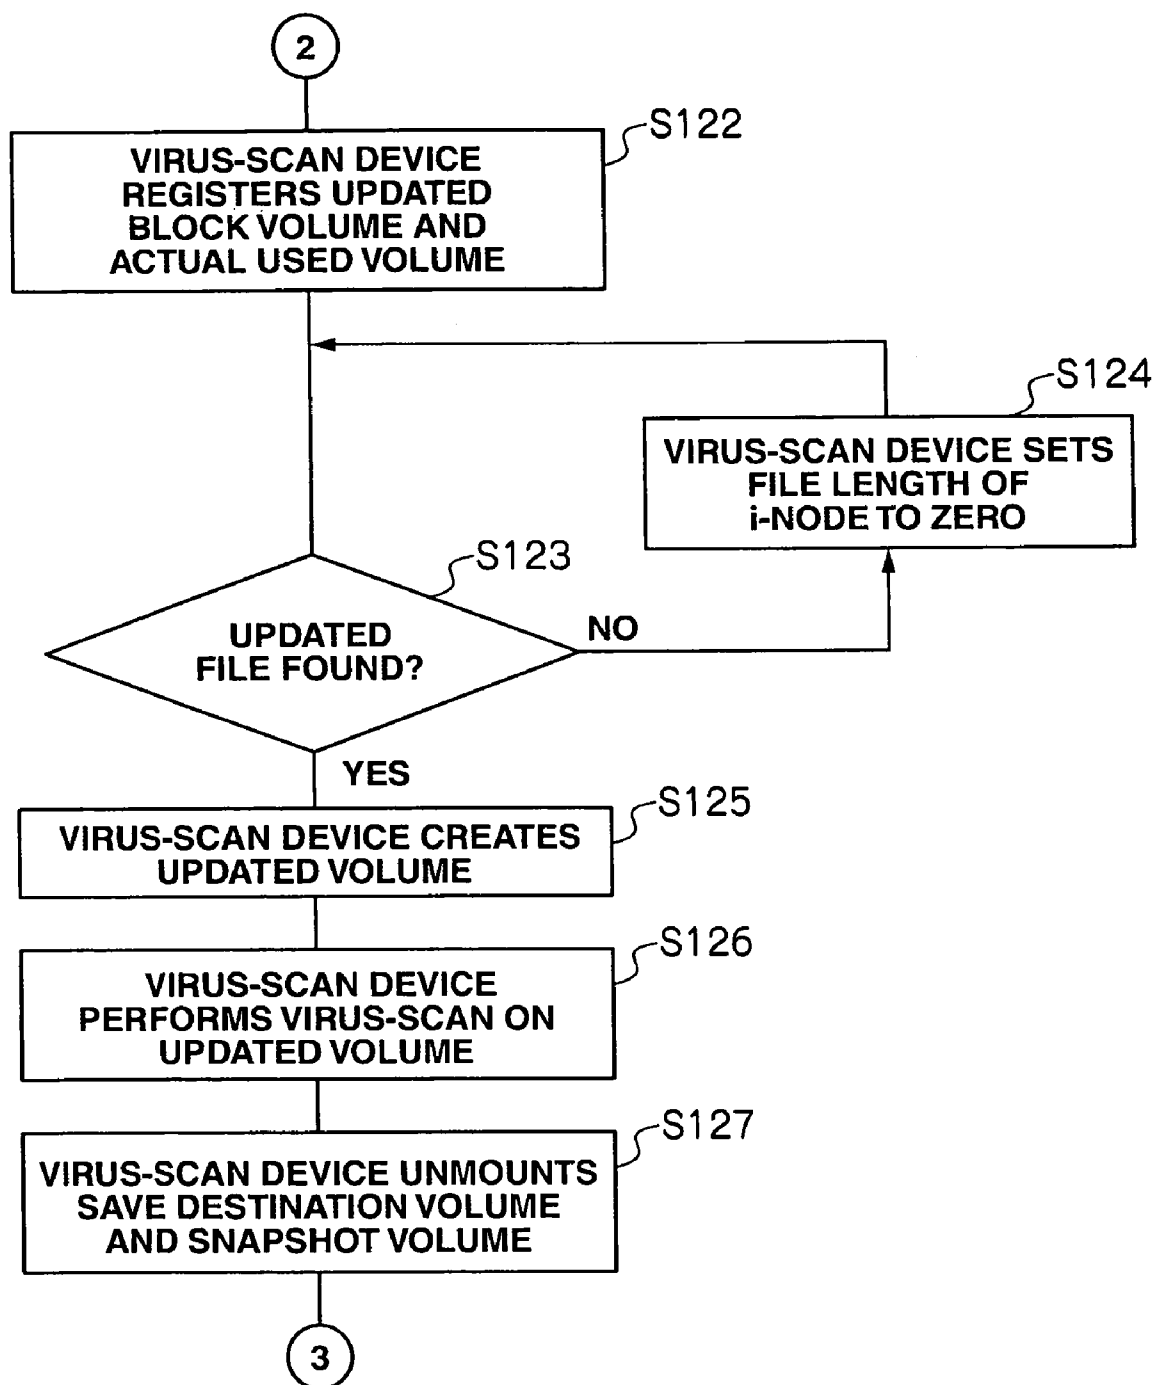 2
S122
VIRUS-SCAN DEVICE
REGISTERS UPDATED
BLOCK VOLUME AND
ACTUAL USED VOLUME
S124
VIRUS-SCAN DEVICE SETS
FILE LENGTH OF
i-NODE TO ZERO
S123
UPDATED
FILE FOUND?
NO
YES
S125
VIRUS-SCAN DEVICE CREATES
UPDATED VOLUME
S126
VIRUS-SCAN DEVICE
PERFORMS VIRUS-SCAN ON
UPDATED VOLUME
S127
VIRUS-SCAN DEVICE UNMOUNTS
SAVE DESTINATION VOLUME
AND SNAPSHOT VOLUME
3